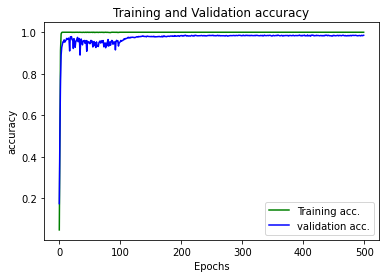 Training and Validation accuracy
accuracy
1.0
0.8
0.6
0.4
0.2
Training acc.
validation acc.
0 100 200 300 400 500
Epochs